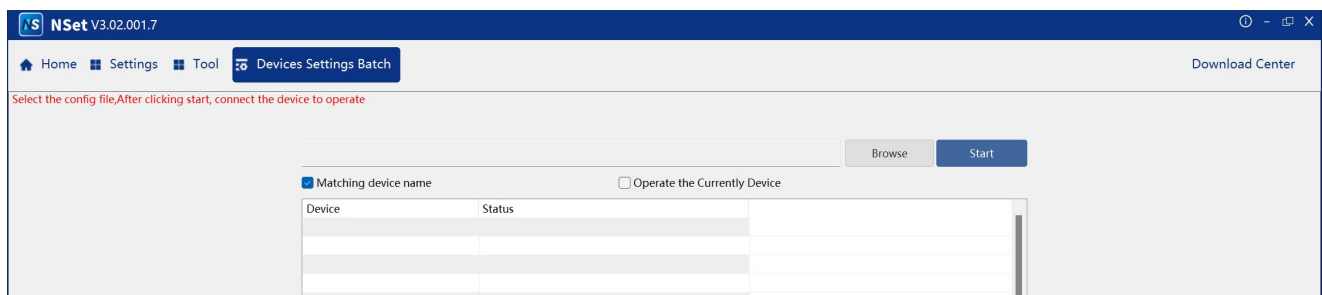 NS NSet V3.02.001.7
Home Settings Tool Devices Settings Batch Download Center
Select the config file,After clicking start, connect the device to operate
Browse Start
Matching device name Operate the Currently Device
Device Status